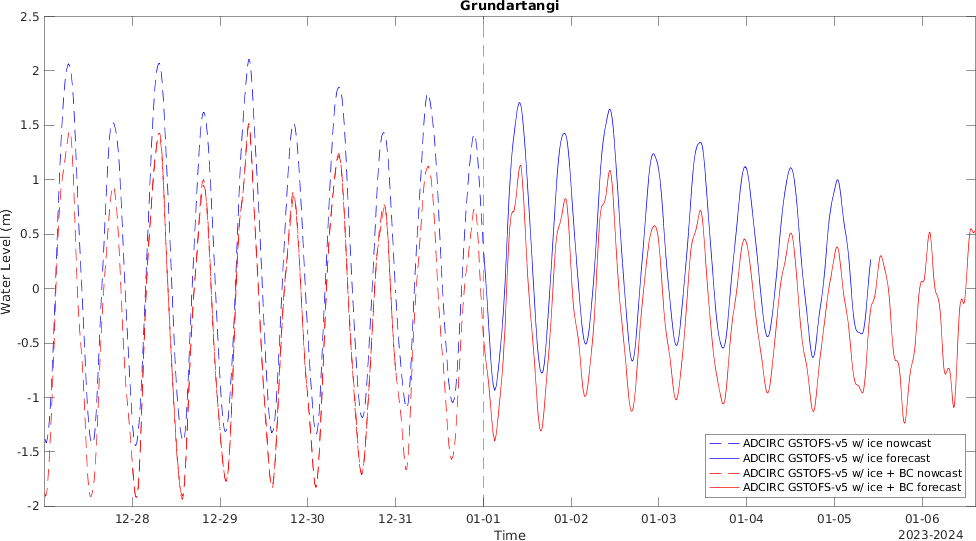 Grundartangi
2.5
2
1.5
1
0.5
0
-0.5
-1
-1.5
-2
Water Level (m)
12-28 12-29 12-30 12-31 01-01 01-02 01-03 01-04 01-05 01-06
Time
2023-2024
ADCIRC GSTOFS-v5 w/ ice nowcast
ADCIRC GSTOFS-v5 w/ ice forecast
ADCIRC GSTOFS-v5 w/ ice + BC nowcast
ADCIRC GSTOFS-v5 w/ ice + BC forecast